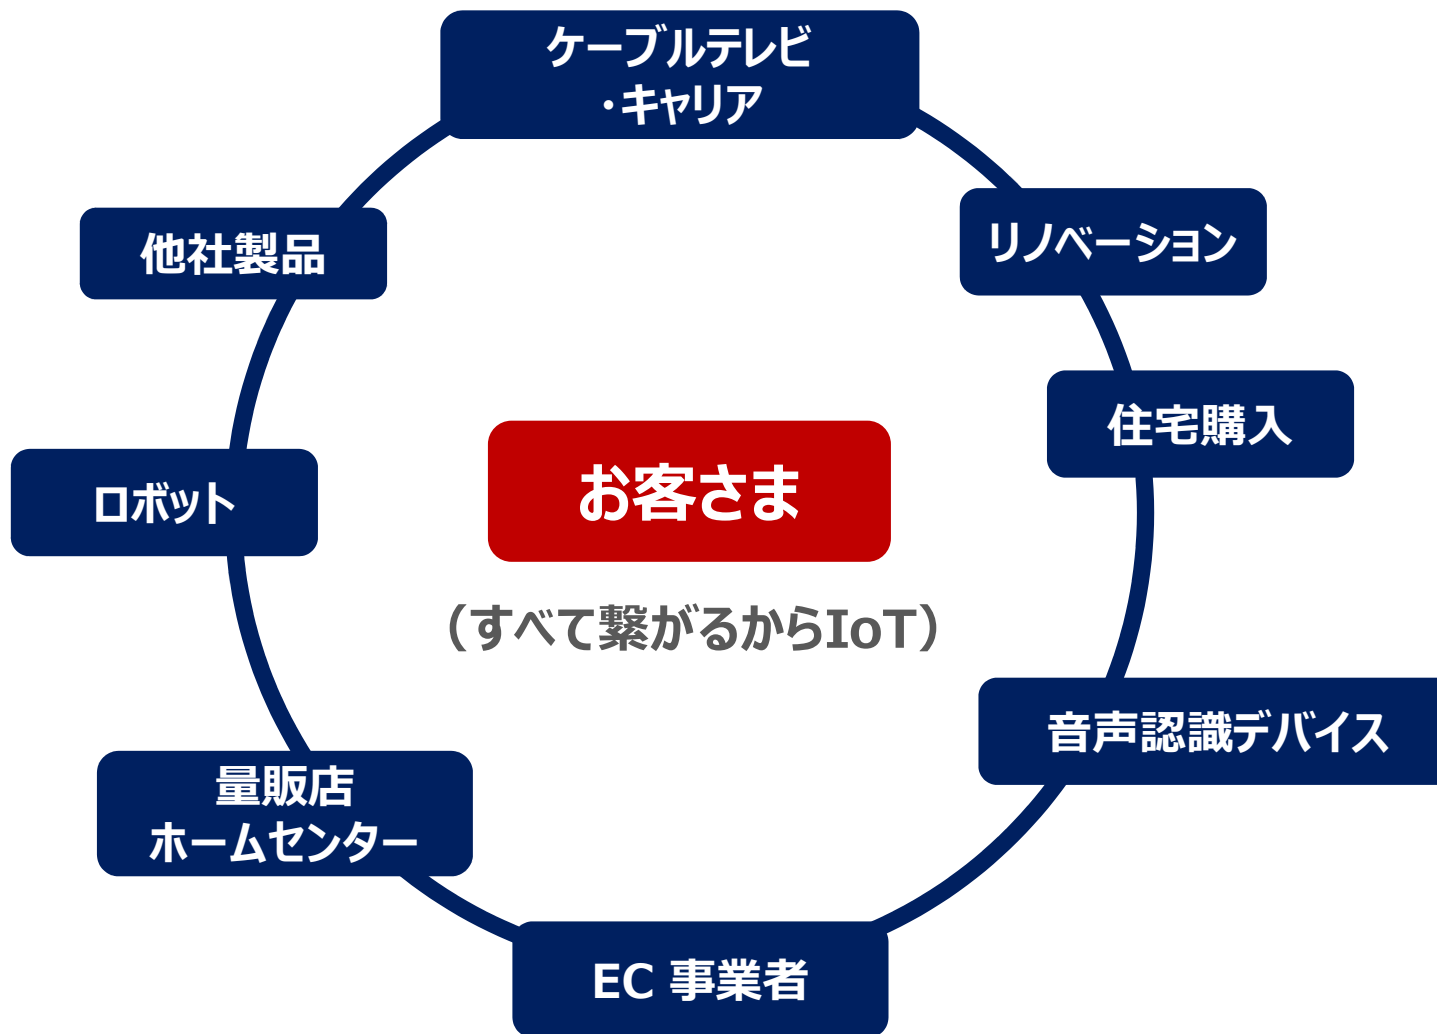 ケーブルテレビ
・キャリア
リノベーション
他社製品
住宅購入
お客さま
ロボット
（すべて繋がるからIoT）
音声認識デバイス
量販店
ホームセンター
EC 事業者